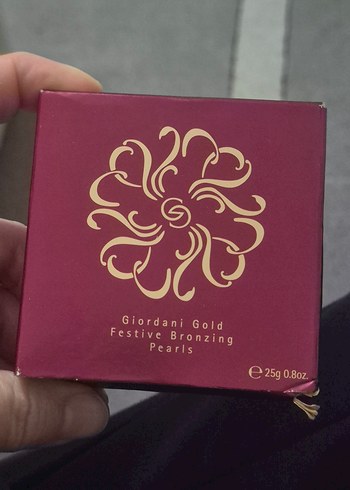 Giordani Gold
Festive Bronzing
Pearls
℮ 25g 0.8oz.